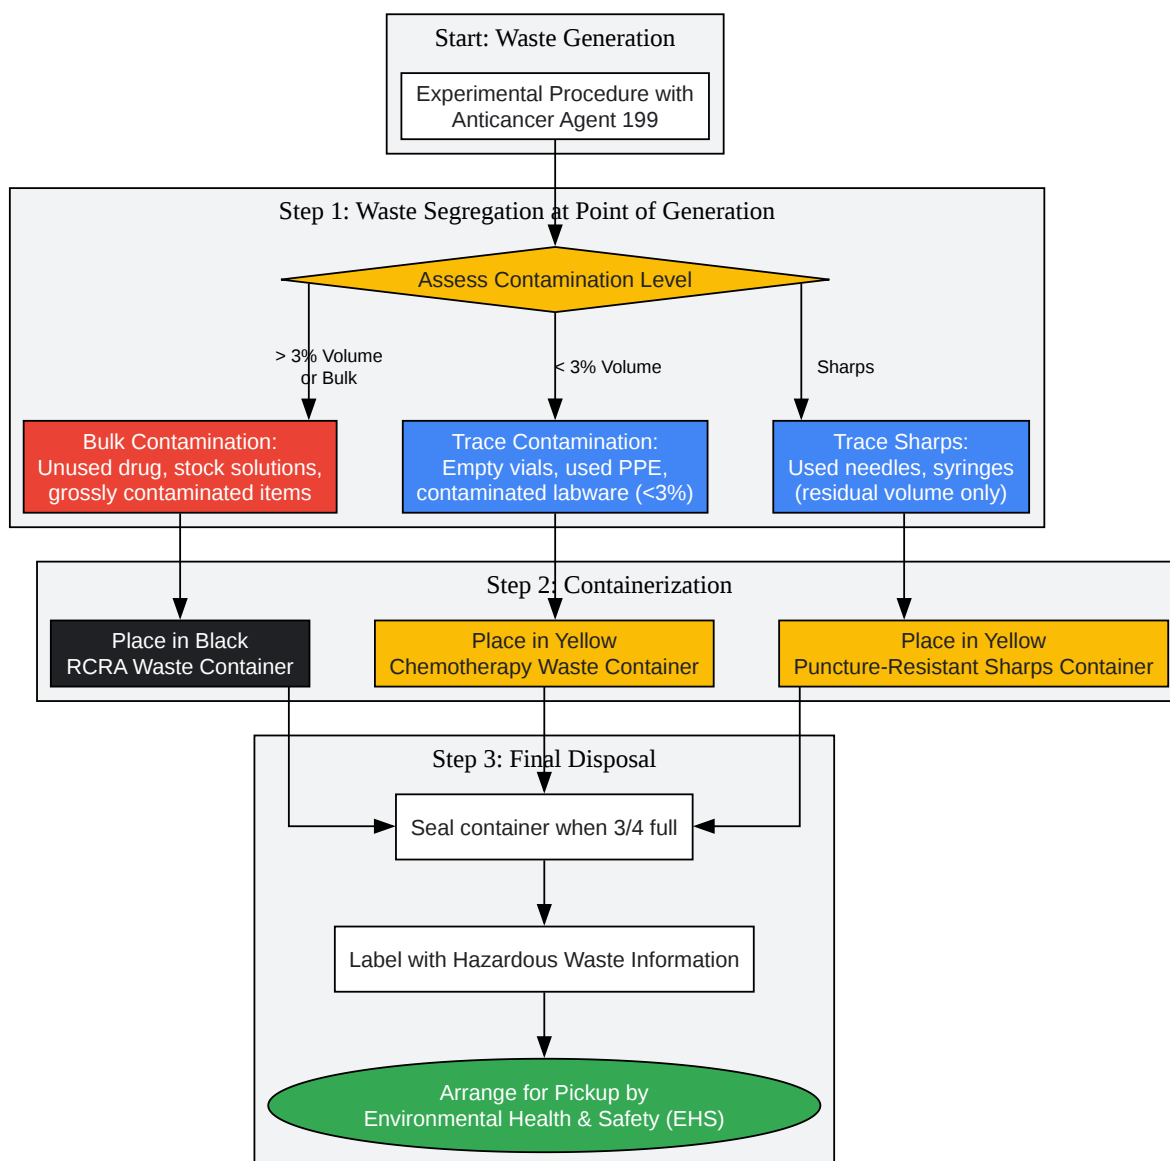 Start: Waste Generation
Experimental Procedure with
Anticancer Agent 199
Step 1: Waste Segregation at Point of Generation
Assess Contamination Level
> 3% Volume
or Bulk
< 3% Volume
Sharps
Bulk Contamination:
Unused drug, stock solutions,
grossly contaminated items
Trace Contamination:
Empty vials, used PPE,
contaminated labware (<3%)
Trace Sharps:
Used needles, syringes
(residual volume only)
Step 2: Containerization
Place in Black
RCRA Waste Container
Place in Yellow
Chemotherapy Waste Container
Place in Yellow
Puncture-Resistant Sharps Container
Step 3: Final Disposal
Seal container when 3/4 full
Label with Hazardous Waste Information
Arrange for Pickup by
Environmental Health & Safety (EHS)